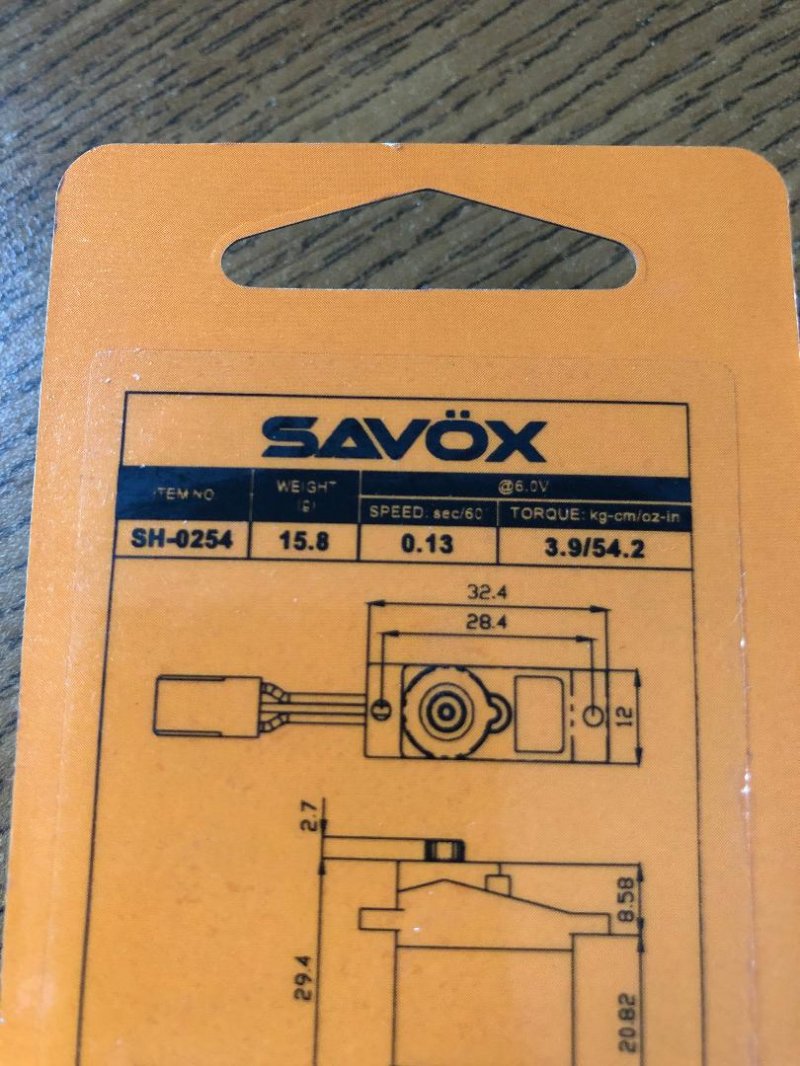 SAVÖX
ITEM NO
WEIGHT
(g)
@6.0V
SPEED: sec/60
TORQUE: kg-cm/oz-in
SH-0254
15.8
0.13
3.9/54.2
32.4
28.4
12
2.7
8.58
29.4
20.82